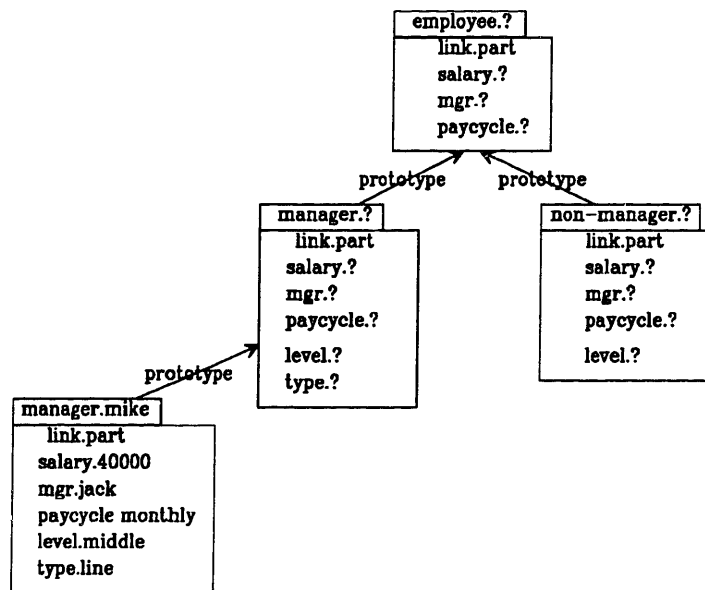 employee.?
link.part
salary.?
mgr.?
paycycle.?
prototype
prototype
manager.?
link.part
salary.?
mgr.?
paycycle.?
level.?
type.?
non-manager.?
link.part
salary.?
mgr.?
paycycle.?
level.?
prototype
manager.mike
link.part
salary.40000
mgr.jack
paycycle monthly
level.middle
type.line